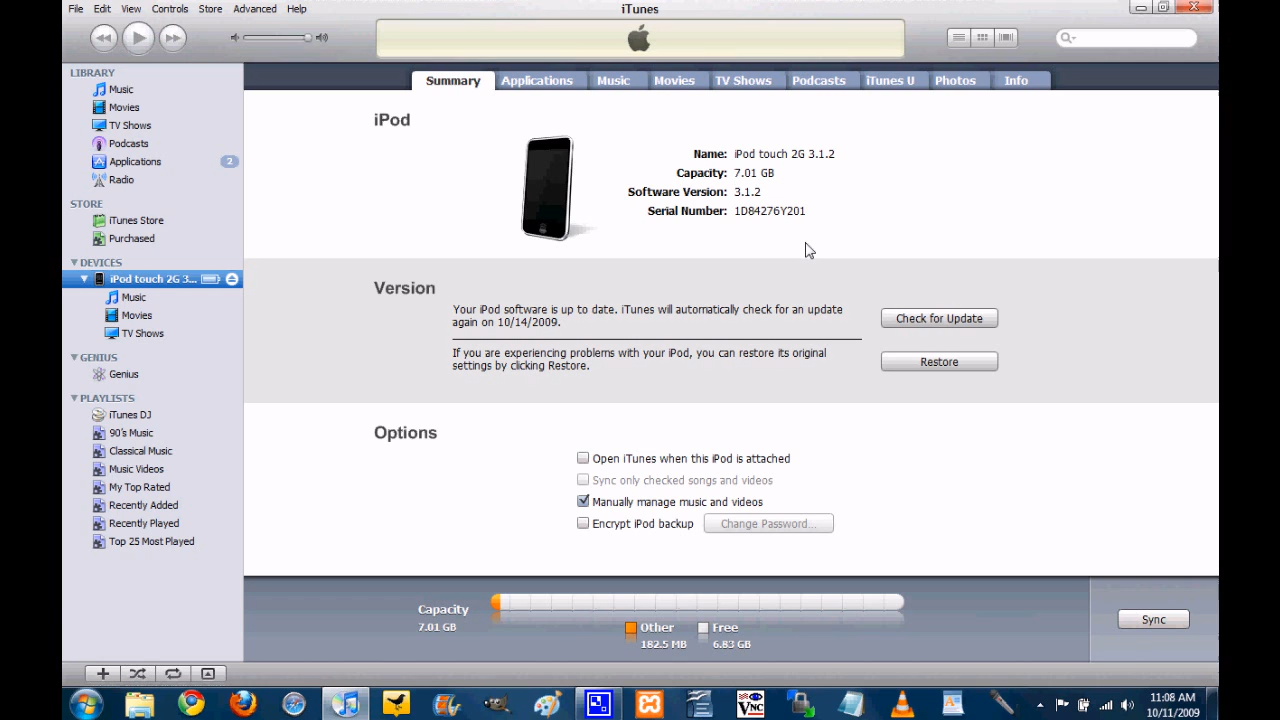 File Edit View Controls Store Advanced Help
iTunes
Summary Applications Music Movies TV Shows Podcasts iTunes U Photos Info
LIBRARY
Music
Movies
TV Shows
Podcasts
Applications 2
Radio
STORE
iTunes Store
Purchased
DEVICES
iPod touch 2G 3...
Music
Movies
TV Shows
GENIUS
Genius
PLAYLISTS
iTunes DJ
90's Music
Classical Music
Music Videos
My Top Rated
Recently Added
Recently Played
Top 25 Most Played
iPod
Name: iPod touch 2G 3.1.2
Capacity: 7.01 GB
Software Version: 3.1.2
Serial Number: 1D84276Y201
Version
Your iPod software is up to date. iTunes will automatically check for an update
again on 10/14/2009.
Check for Update
If you are experiencing problems with your iPod, you can restore its original
settings by clicking Restore.
Restore
Options
Open iTunes when this iPod is attached
Sync only checked songs and videos
Manually manage music and videos
Encrypt iPod backup Change Password...
Capacity
7.01 GB
Other
182.5 MB
Free
6.83 GB
Sync
VNC
11:08 AM
10/11/2009